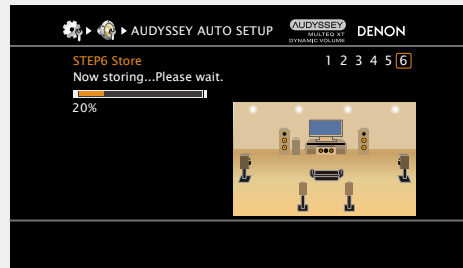 AUDYSSEY AUTO SETUP
AUDYSSEY
MULTEQ XT
DYNAMIC VOLUME
DENON
STEP6 Store
1 2 3 4 5 6
Now storing...Please wait.
20%